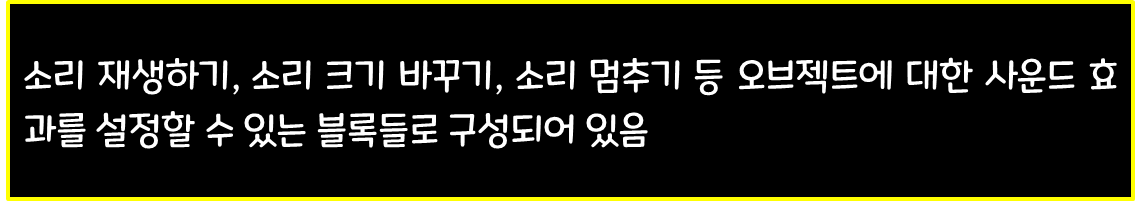 소리 재생하기, 소리 크기 바꾸기, 소리 멈추기 등 오브젝트에 대한 사운드 효
과를 설정할 수 있는 블록들로 구성되어 있음